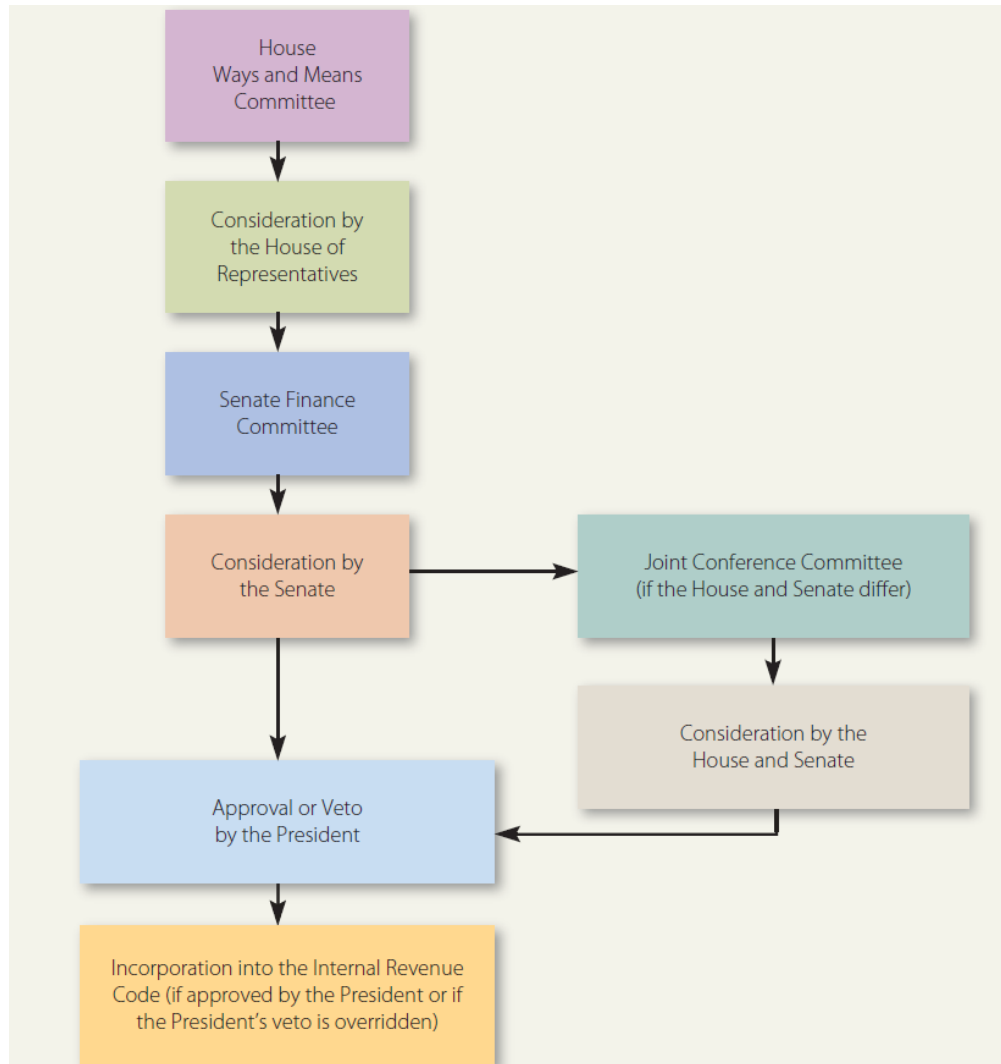 House
Ways and Means
Committee
Consideration by
the House of
Representatives
Senate Finance
Committee
Consideration by
the Senate
Joint Conference Committee
(if the House and Senate differ)
Consideration by the
House and Senate
Approval or Veto
by the President
Incorporation into the Internal Revenue
Code (if approved by the President or if
the President’s veto is overridden)